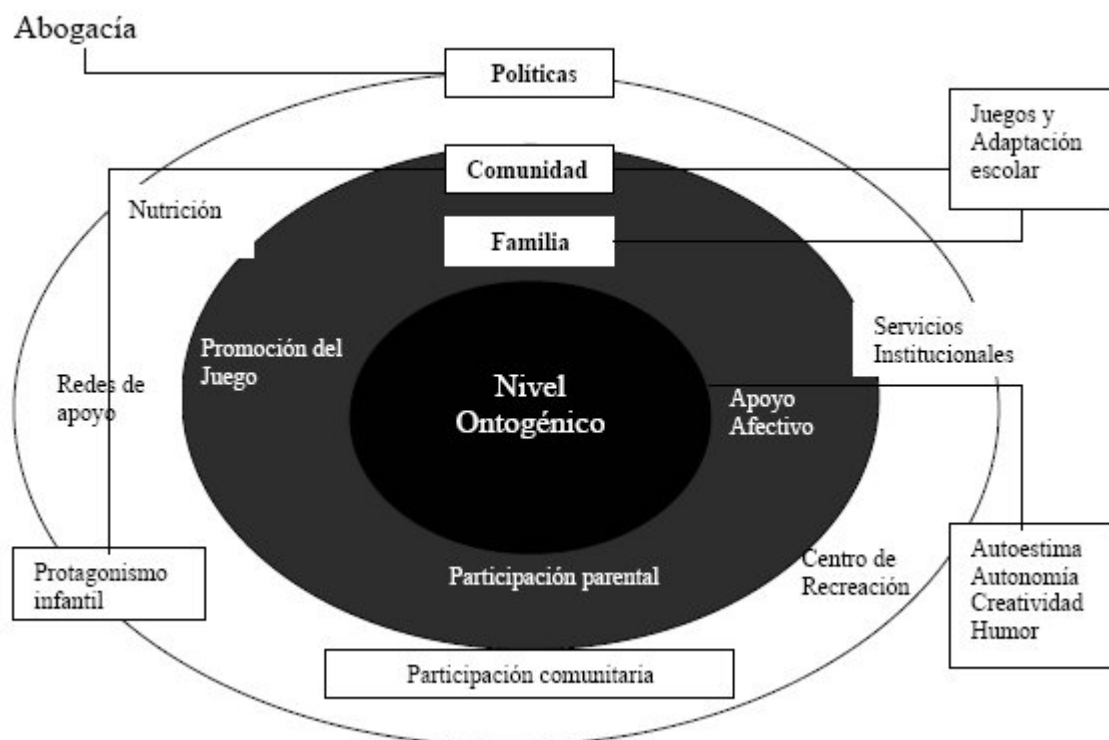 Abogacía
Políticas
Juegos y
Adaptación
escolar
Comunidad
Nutrición
Familia
Servicios
Institucionales
Promoción del
Juego
Redes de
apoyo
Nivel
Ontogénico
Apoyo
Afectivo
Autoestima
Autonomía
Creatividad
Humor
Centro de
Recreación
Participación parental
Protagonismo
infantil
Participación comunitaria